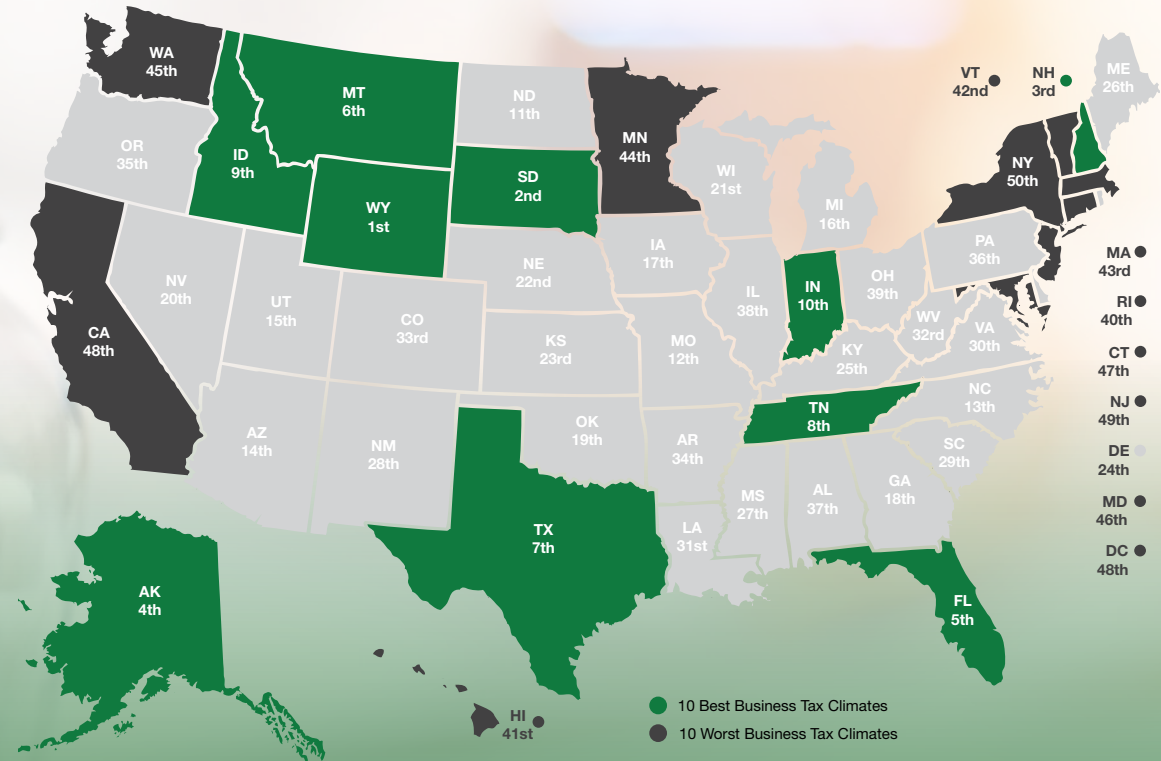 WA
45th
MT
6th
ND
11th
MN
44th
VT
42nd
NH
3rd
ME
26th
OR
35th
ID
9th
WY
1st
SD
2nd
WI
21st
MI
16th
NY
50th
CA
48th
NV
20th
UT
15th
CO
33rd
NE
22nd
IA
17th
IL
38th
IN
10th
OH
39th
PA
36th
MA
43rd
RI
40th
KS
23rd
MO
12th
KY
25th
WV
32rd
VA
30th
CT
47th
NJ
49th
AZ
14th
NM
28th
OK
19th
AR
34th
TN
8th
NC
13th
SC
29th
DE
24th
MD
46th
DC
48th
TX
7th
LA
31st
MS
27th
AL
37th
GA
18th
FL
5th
AK
4th
HI
41st
10 Best Business Tax Climates
10 Worst Business Tax Climates